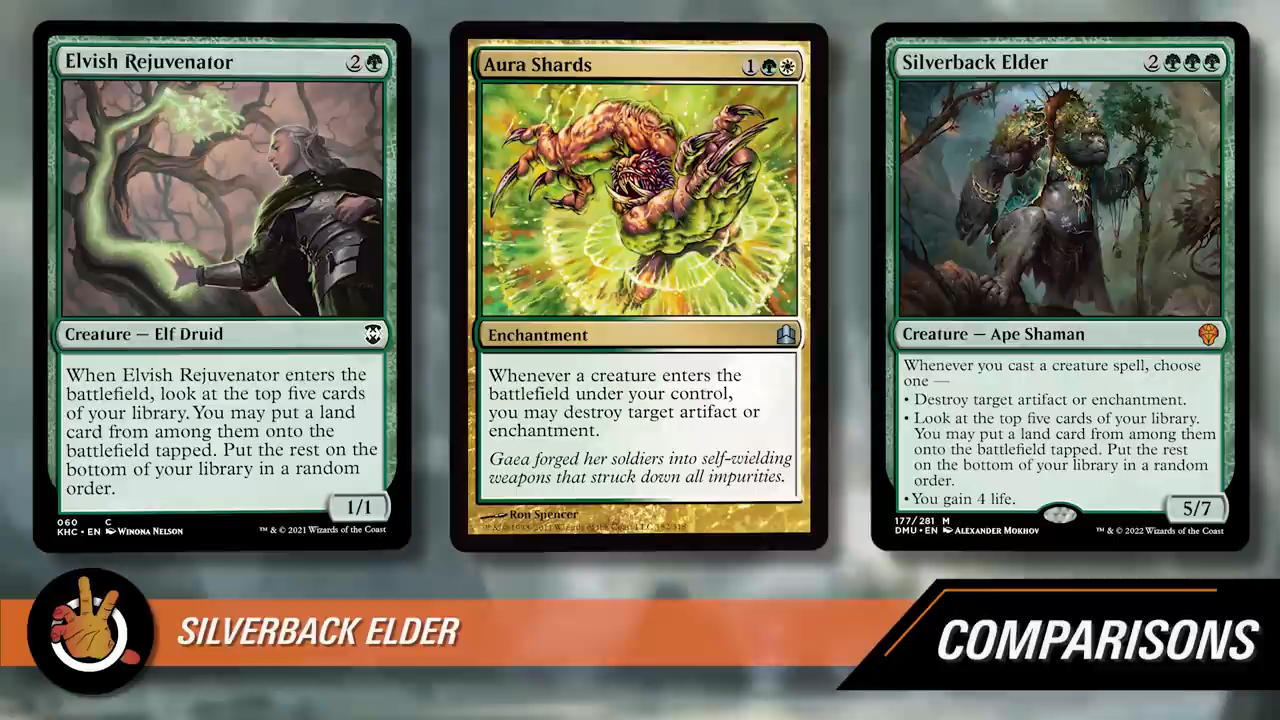 Elvish Rejuvenator 2
Creature — Elf Druid
When Elvish Rejuvenator enters the
battlefield, look at the top five cards
of your library. You may put a land
card from among them onto the
battlefield tapped. Put the rest on the
bottom of your library in a random
order.
1/1
060 C
KHC • EN Winona Nelson ™ & © 2021 Wizards of the Coast
Aura Shards 1
Enchantment
Whenever a creature enters the
battlefield under your control,
you may destroy target artifact or
enchantment.
Gaea forged her soldiers into self-wielding
weapons that struck down all impurities.
Ron Spencer
Silverback Elder 2
Creature — Ape Shaman
Whenever you cast a creature spell, choose
one —
• Destroy target artifact or enchantment.
• Look at the top five cards of your library.
You may put a land card from among them
onto the battlefield tapped. Put the rest
on the bottom of your library in a random
order.
• You gain 4 life.
5/7
177/281 M
DMU • EN Alexander Mokhov ™ & © 2022 Wizards of the Coast
SILVERBACK ELDER
COMPARISONS